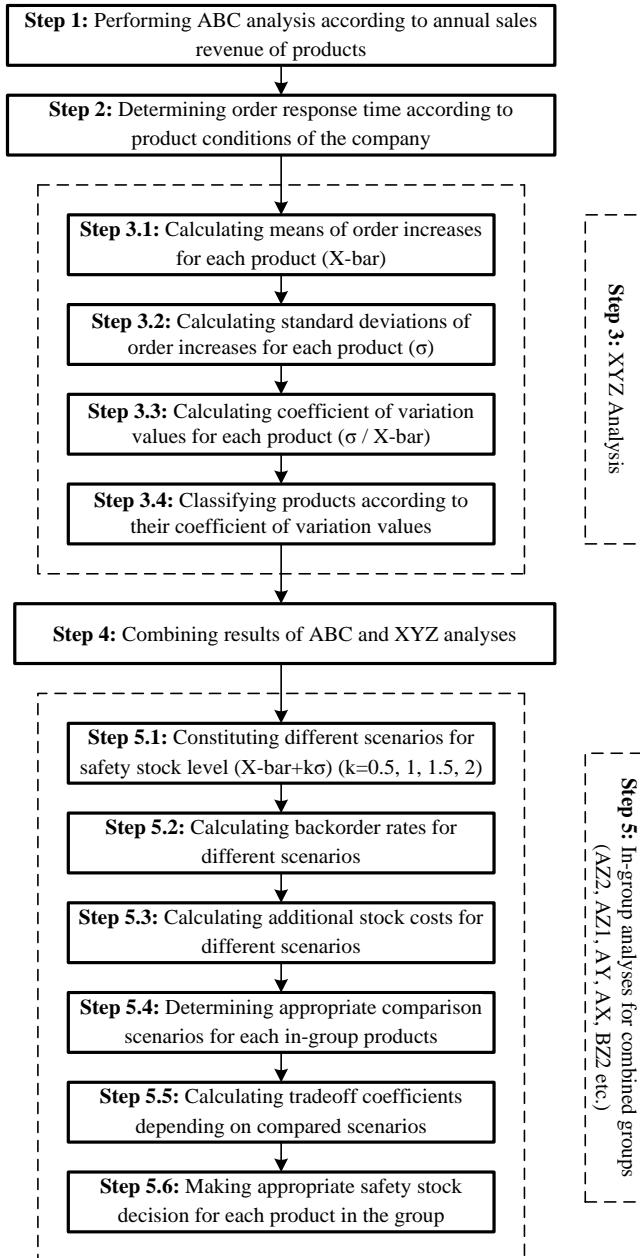 Step 1: Performing ABC analysis according to annual sales
revenue of products
Step 2: Determining order response time according to
product conditions of the company
Step 3.1: Calculating means of order increases
for each product (X-bar)
Step 3.2: Calculating standard deviations of
order increases for each product (σ)
Step 3.3: Calculating coefficient of variation
values for each product (σ / X-bar)
Step 3.4: Classifying products according to
their coefficient of variation values
Step 3: XYZ Analysis
Step 4: Combining results of ABC and XYZ analyses
Step 5.1: Constituting different scenarios for
safety stock level (X-bar+kσ) (k=0.5, 1, 1.5, 2)
Step 5.2: Calculating backorder rates for
different scenarios
Step 5.3: Calculating additional stock costs for
different scenarios
Step 5.4: Determining appropriate comparison
scenarios for each in-group products
Step 5.5: Calculating tradeoff coefficients
depending on compared scenarios
Step 5.6: Making appropriate safety stock
decision for each product in the group
Step 5: In-group analyses for combined groups
(AZ2, AZ1, AY, AX, BZ2 etc.)